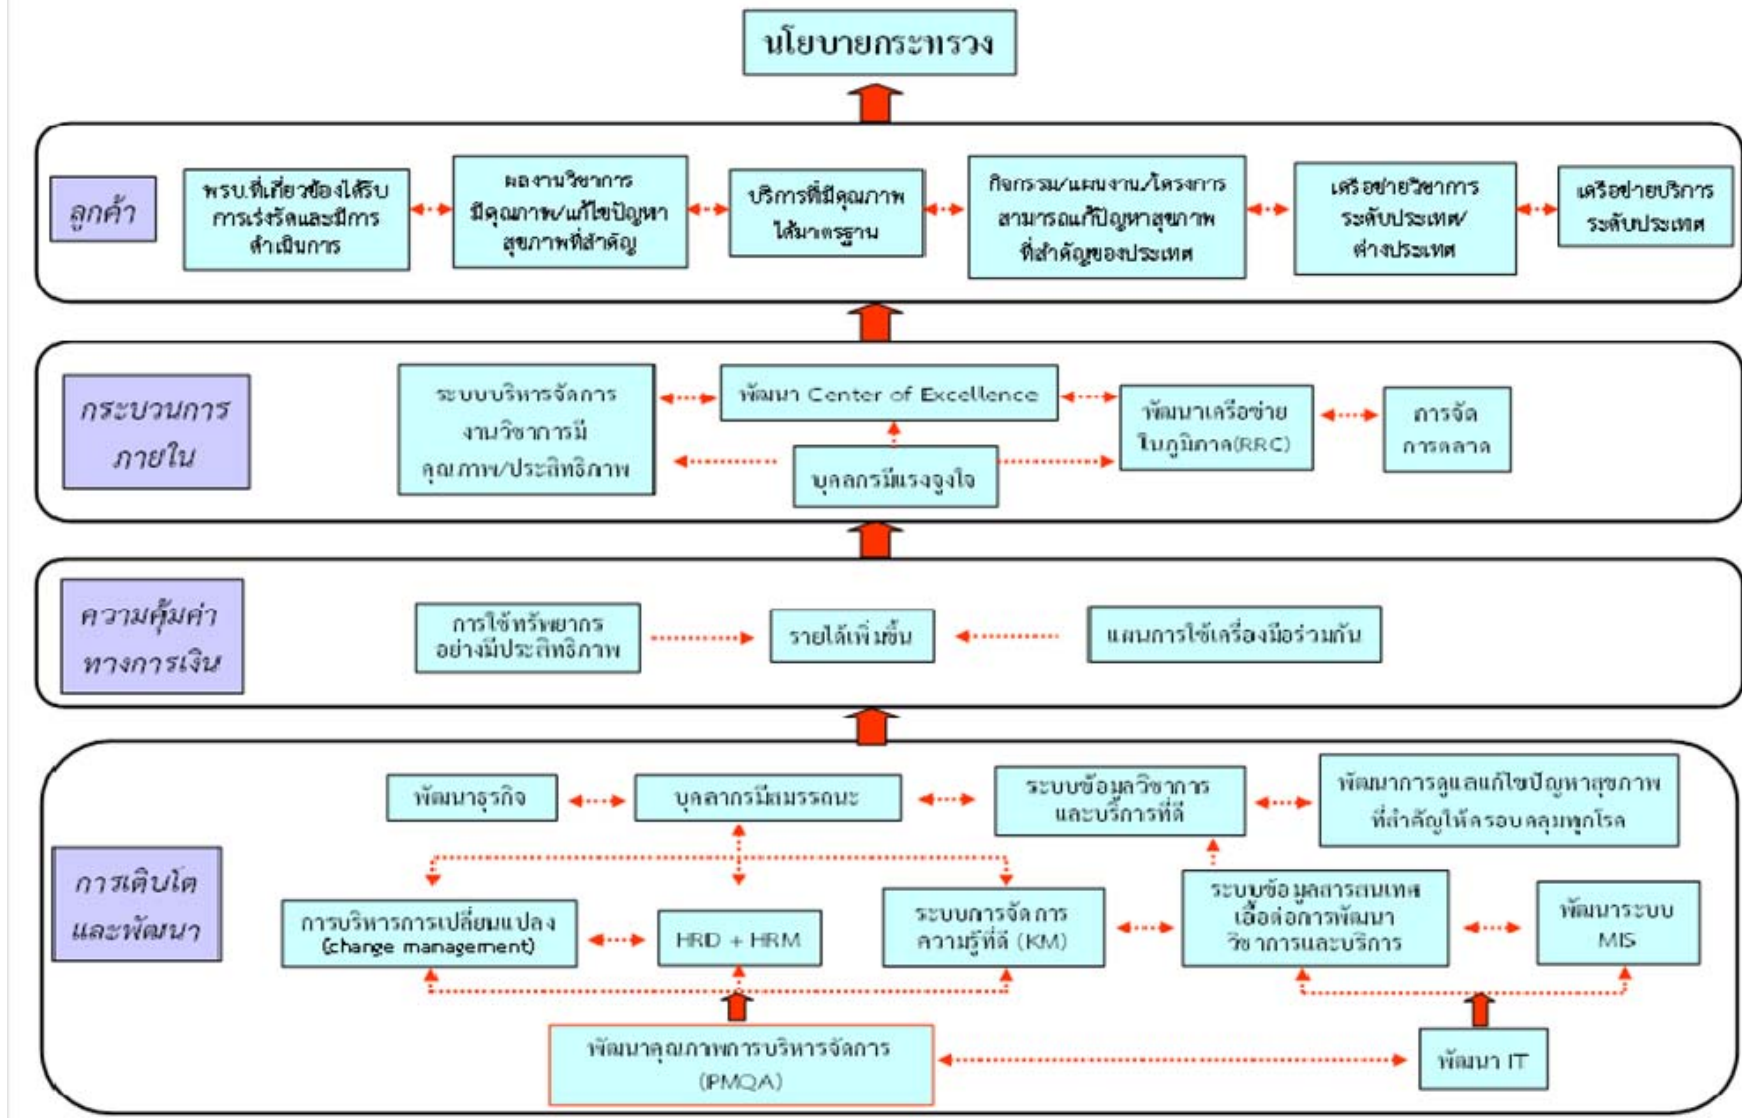 นโยบายกระทรวง
ลูกค้า
พรบ.ที่เกี่ยวข้องได้รับ
การเร่งรัดและมีการ
ดำเนินการ
ผลงานวิชาการ
มีคุณภาพ/แก้ไขปัญหา
สุขภาพที่สำคัญ
บริการที่มีคุณภาพ
ได้มาตรฐาน
กิจกรรม/แผนงาน/โครงการ
สามารถแก้ปัญหาสุขภาพ
ที่สำคัญของประเทศ
เครือข่ายวิชาการ
ระดับประเทศ/
ต่างประเทศ
เครือข่ายบริการ
ระดับประเทศ
กระบวนการ
ภายใน
ระบบบริหารจัดการ
งานวิชาการมี
คุณภาพ/ประสิทธิภาพ
พัฒนา Center of Excellence
บุคลกรมีแรงจูงใจ
พัฒนาเครือข่าย
ในภูมิภาค(RRC)
การจัด
การตลาด
ความคุ้มค่า
ทางการเงิน
การใช้ทรัพยากร
อย่างมีประสิทธิภาพ
รายได้เพิ่มขึ้น
แผนการใช้เครื่องมือร่วมกัน
การเติบโต
และพัฒนา
พัฒนาธุรกิจ
บุคลากรมีสมรรถนะ
ระบบข้อมูลวิชาการ
และบริการที่ดี
พัฒนาการดูแลแก้ไขปัญหาสุขภาพ
ที่สำคัญให้ครอบคลุมทุกโรค
การบริหารการเปลี่ยนแปลง
(change management)
HRD + HRM
ระบบการจัดการ
ความรู้ที่ดี (KM)
ระบบข้อมูลสารสนเทศ
เอื้อต่อการพัฒนา
วิชาการและบริการ
พัฒนาระบบ
MIS
พัฒนาคุณภาพการบริหารจัดการ
(PMQA)
พัฒนา IT